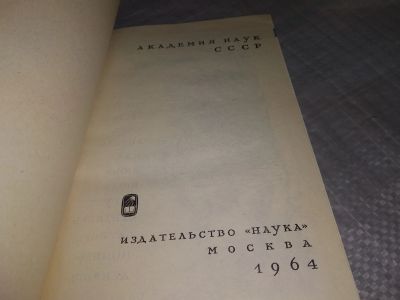 АКАДЕМИЯ НАУК
СССР
ИЗДАТЕЛЬСТВО «НАУКА»
МОСКВА
1964